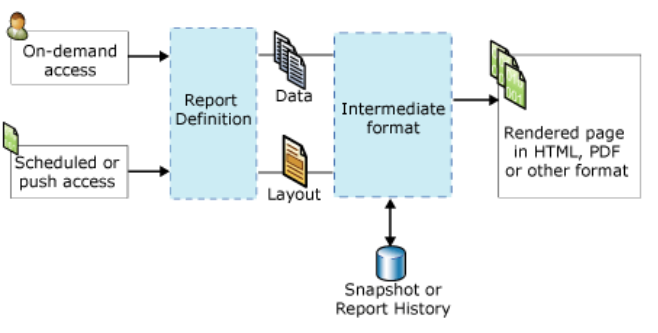 On-demand
access
Scheduled or
push access
Report
Definition
Data
Layout
Intermediate
format
Snapshot or
Report History
Rendered page
in HTML, PDF
or other format